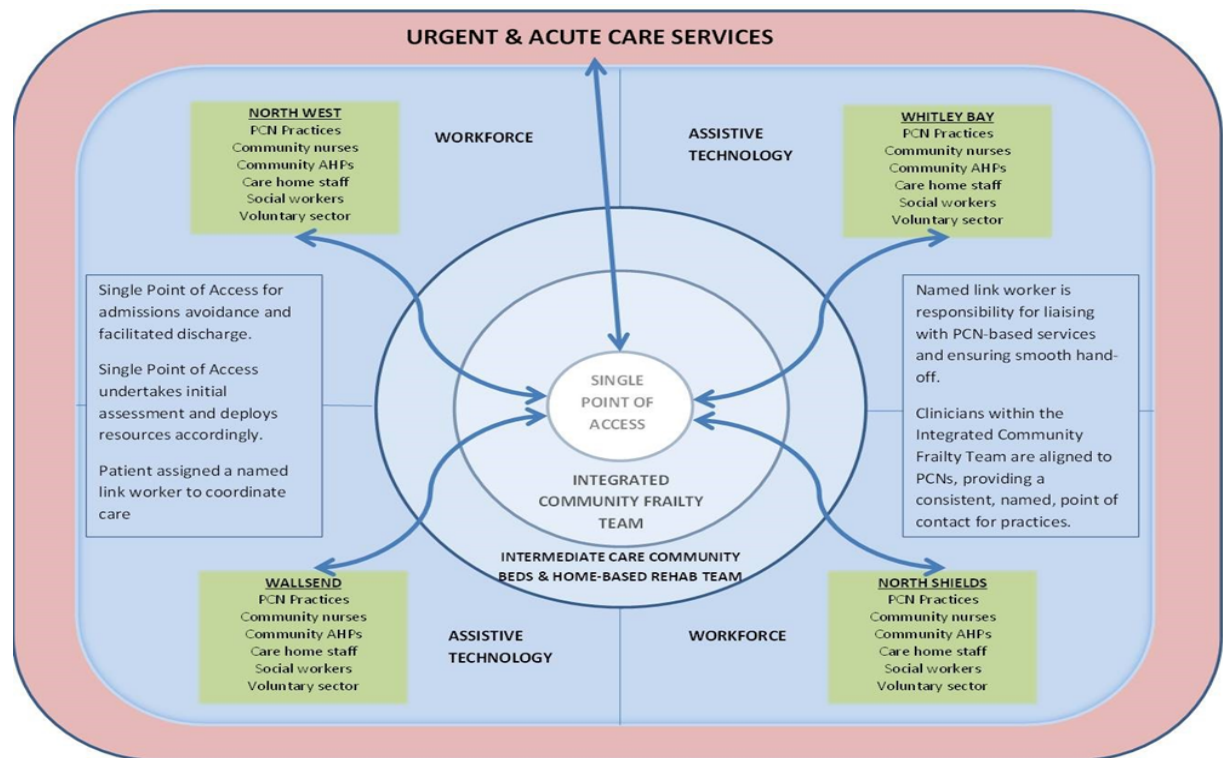 URGENT & ACUTE CARE SERVICES
NORTH WEST
PCN Practices
Community nurses
Community AHPs
Care home staff
Social workers
Voluntary sector
WORKFORCE
ASSISTIVE
TECHNOLOGY
WHITLEY BAY
PCN Practices
Community nurses
Community AHPs
Care home staff
Social workers
Voluntary sector
Single Point of Access for
admissions avoidance and
facilitated discharge.
Single Point of Access
undertakes initial
assessment and deploys
resources accordingly.
Patient assigned a named
link worker to coordinate
care
SINGLE
POINT OF
ACCESS
INTEGRATED
COMMUNITY FRAILTY
TEAM
INTERMEDIATE CARE COMMUNITY
BEDS & HOME-BASED REHAB TEAM
Named link worker is
responsibility for liaising
with PCN-based services
and ensuring smooth hand-
off.
Clinicians within the
Integrated Community
Frailty Team are aligned to
PCNs, providing a
consistent, named, point of
contact for practices.
WALLSEND
PCN Practices
Community nurses
Community AHPs
Care home staff
Social workers
Voluntary sector
ASSISTIVE
TECHNOLOGY
WORKFORCE
NORTH SHIELDS
PCN Practices
Community nurses
Community AHPs
Care home staff
Social workers
Voluntary sector